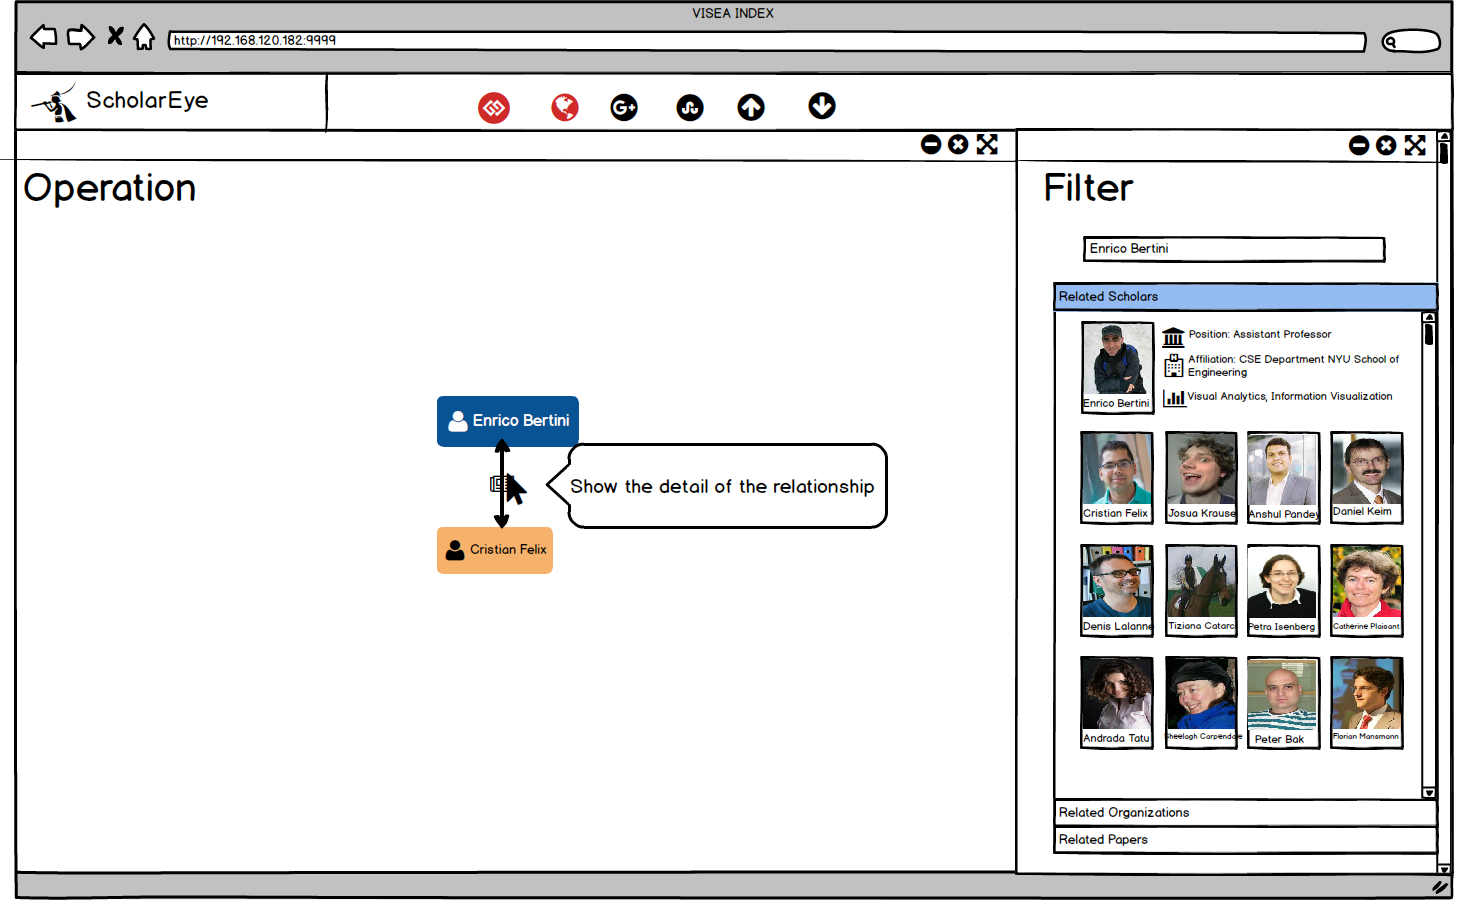 VISEA INDEX
http://192.168.120.182:9999
ScholarEye
Operation
Enrico Bertini
Show the detail of the relationship
Cristian Felix
Filter
Enrico Bertini
Related Scholars
Position: Assistant Professor
Affiliation: CSE Department NYU School of
Engineering
Visual Analytics, Information Visualization
Enrico Bertini
Cristian Felix
Josua Krause
Anshul Pandey
Daniel Keim
Denis Lalanne
Tiziana Catarc
Petra Isenberg
Catherine Plaisant
Andrada Tatu
Sheelagh Carpendale
Peter Bak
Florian Mansmann
Related Organizations
Related Papers